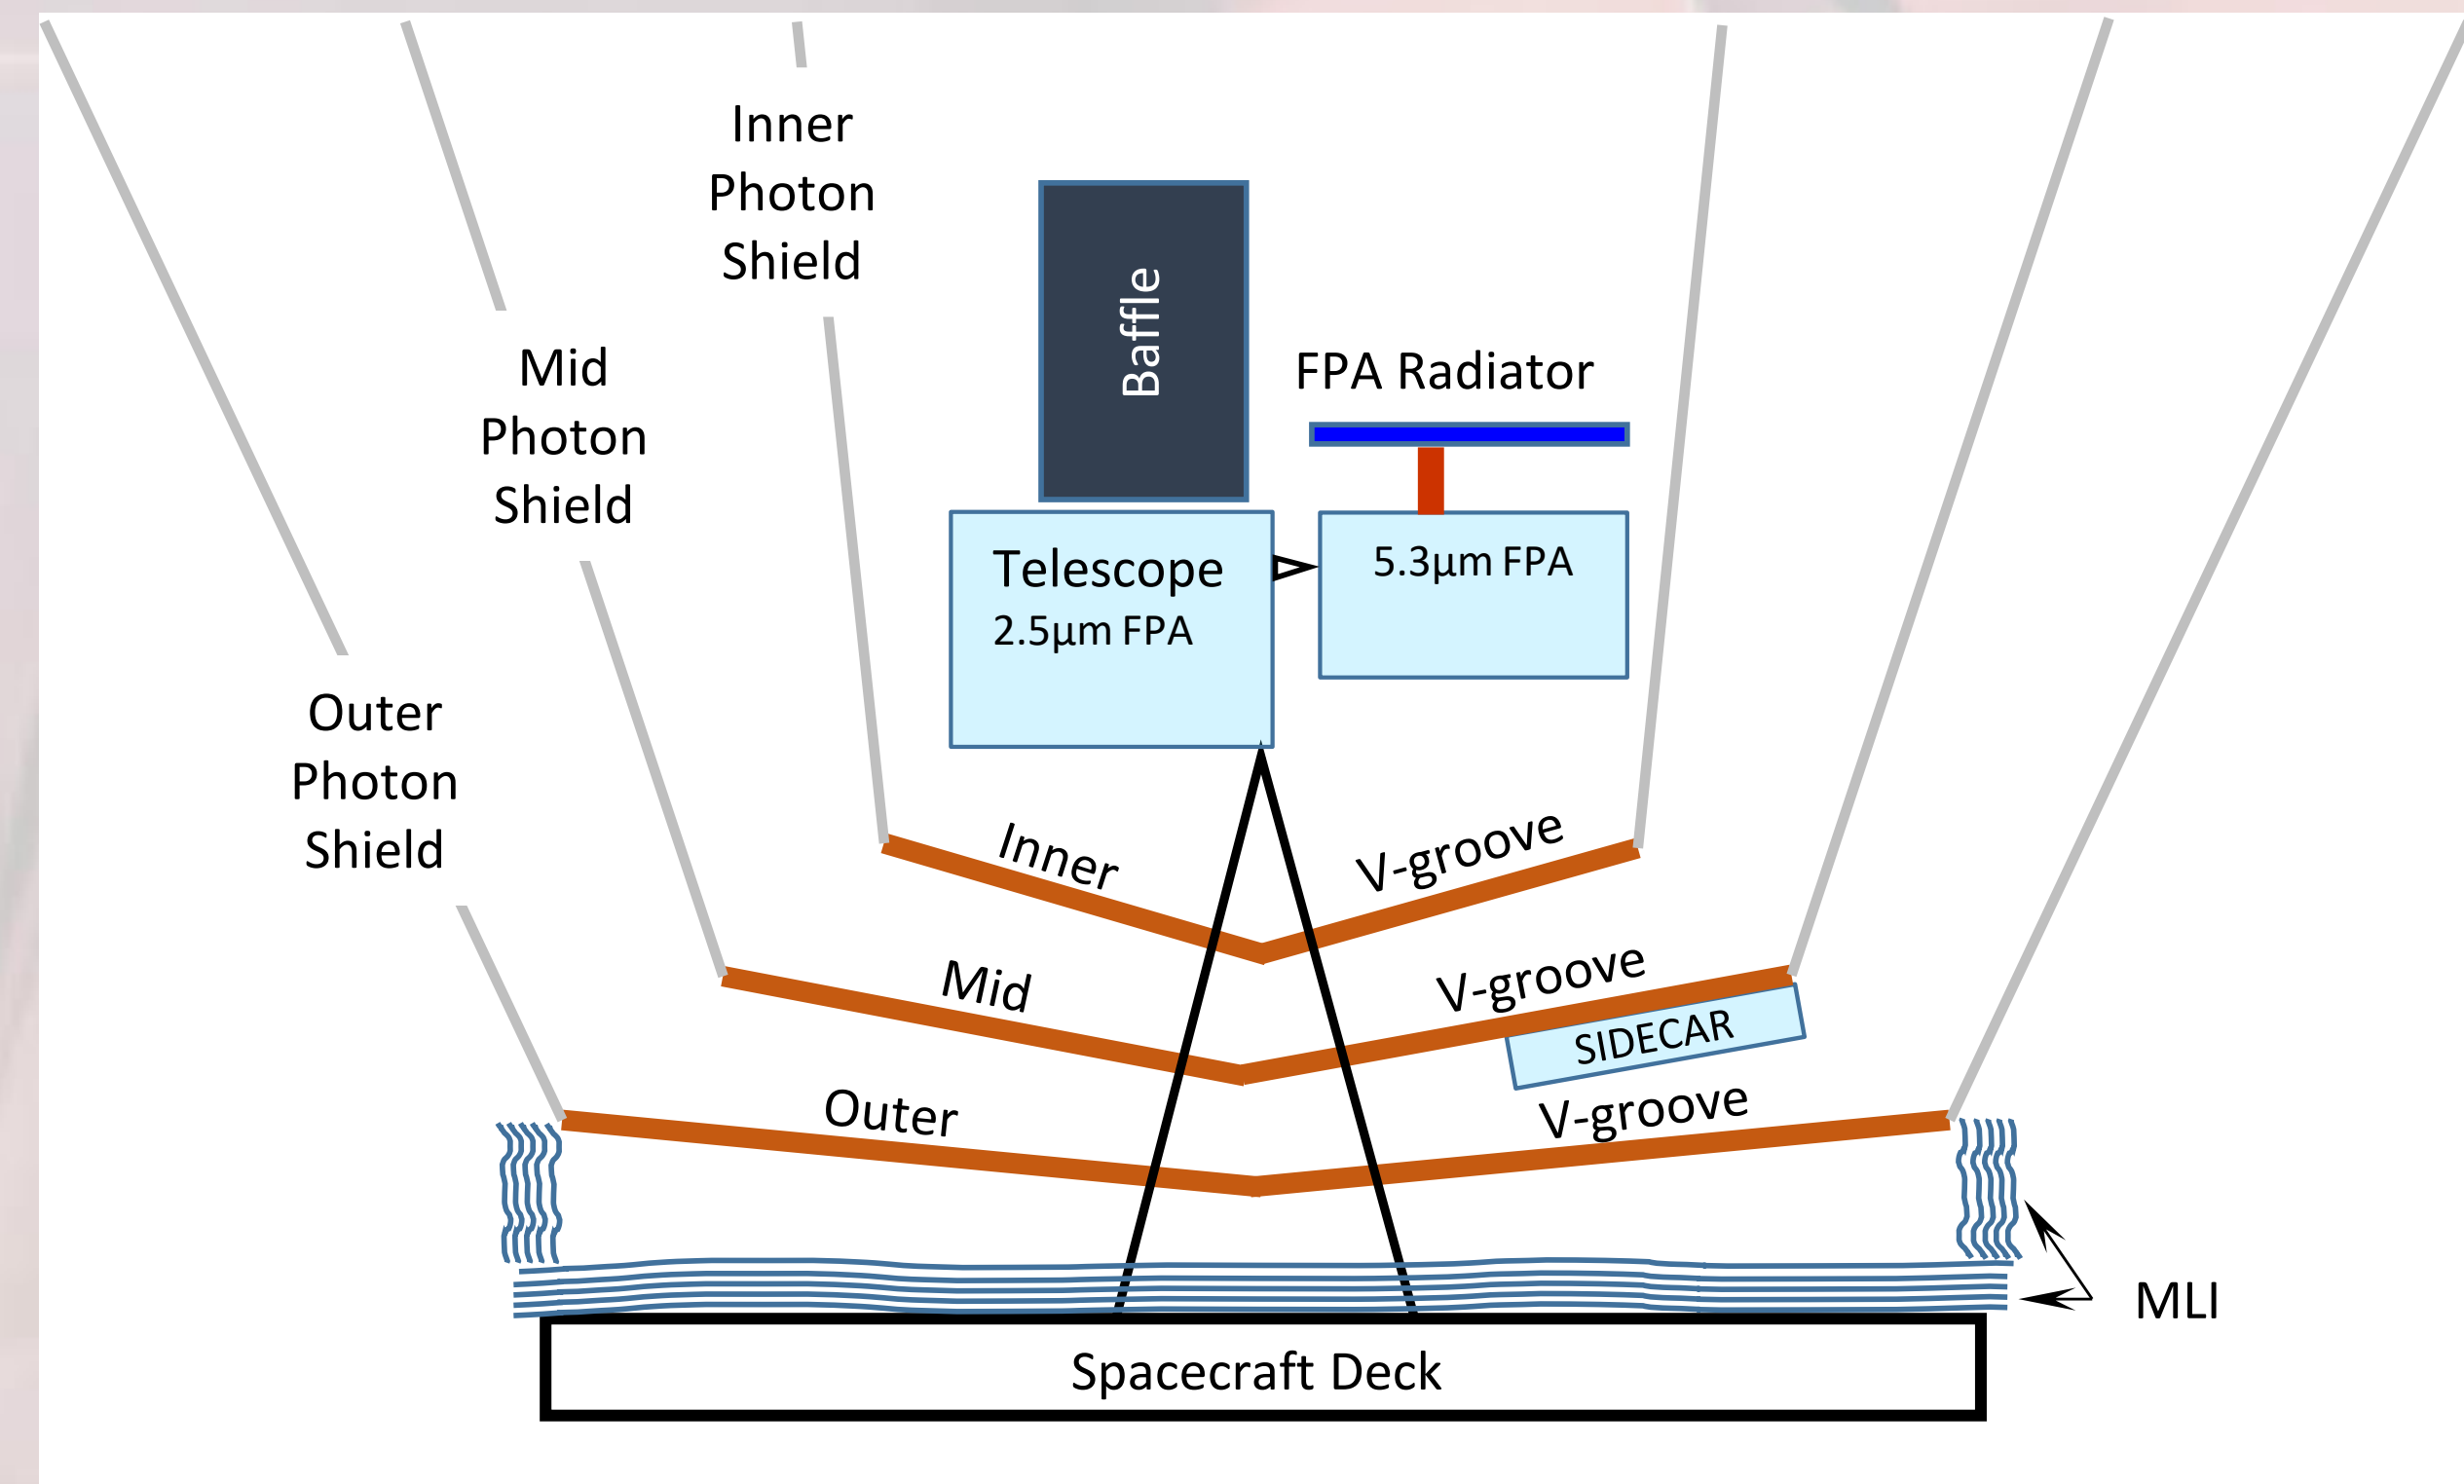 Inner
Photon
Shield
Mid
Photon
Shield
Outer
Photon
Shield
Baffle
FPA Radiator
Telescope
2.5μm FPA
5.3μm FPA
Inner V-groove
Mid V-groove
SIDECAR
Outer V-groove
MLI
Spacecraft Deck